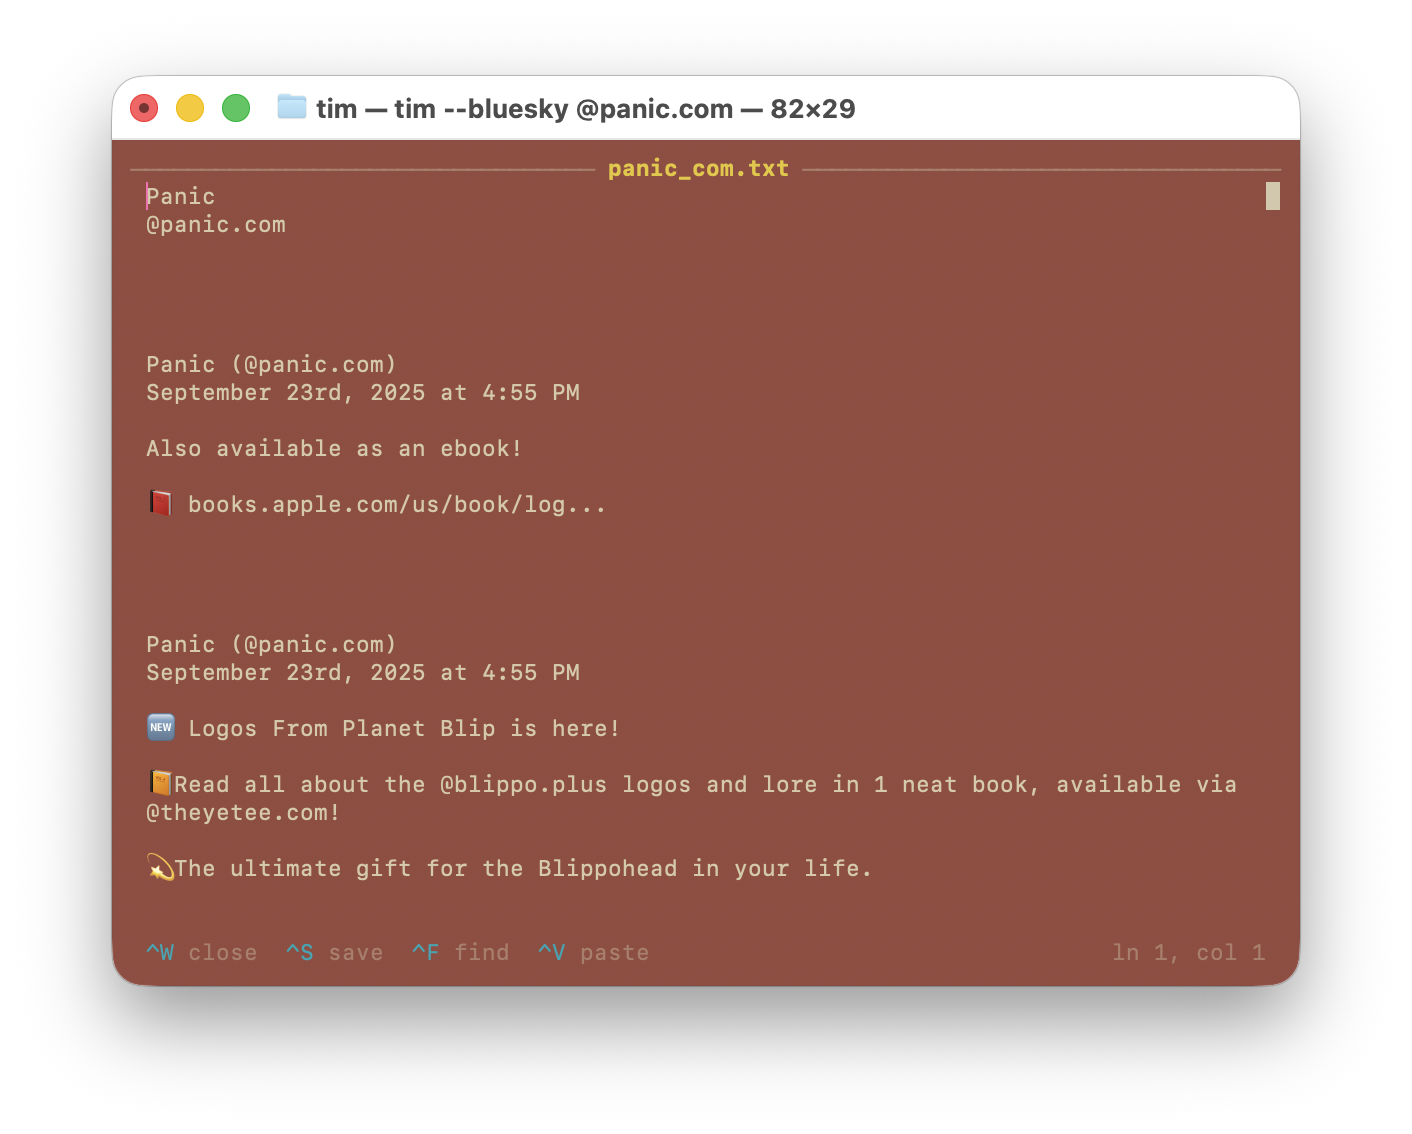 tim — tim --bluesky @panic.com — 82×29
panic_com.txt
Panic
@panic.com
Panic (@panic.com)
September 23rd, 2025 at 4:55 PM
Also available as an ebook!
📕 books.apple.com/us/book/log...
Panic (@panic.com)
September 23rd, 2025 at 4:55 PM
🆕 Logos From Planet Blip is here!
📙Read all about the @blippo.plus logos and lore in 1 neat book, available via
@theyetee.com!
💫The ultimate gift for the Blippohead in your life.
^W close ^S save ^F find ^V paste ln 1, col 1